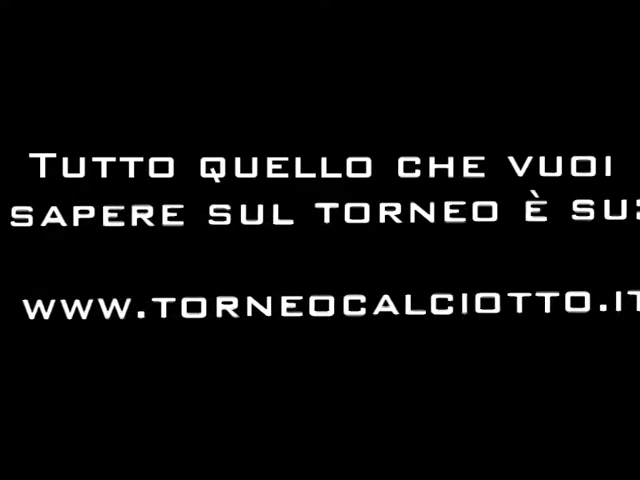 Tutto quello che vuoi
sapere sul torneo è su:
www.torneocalciotto.it